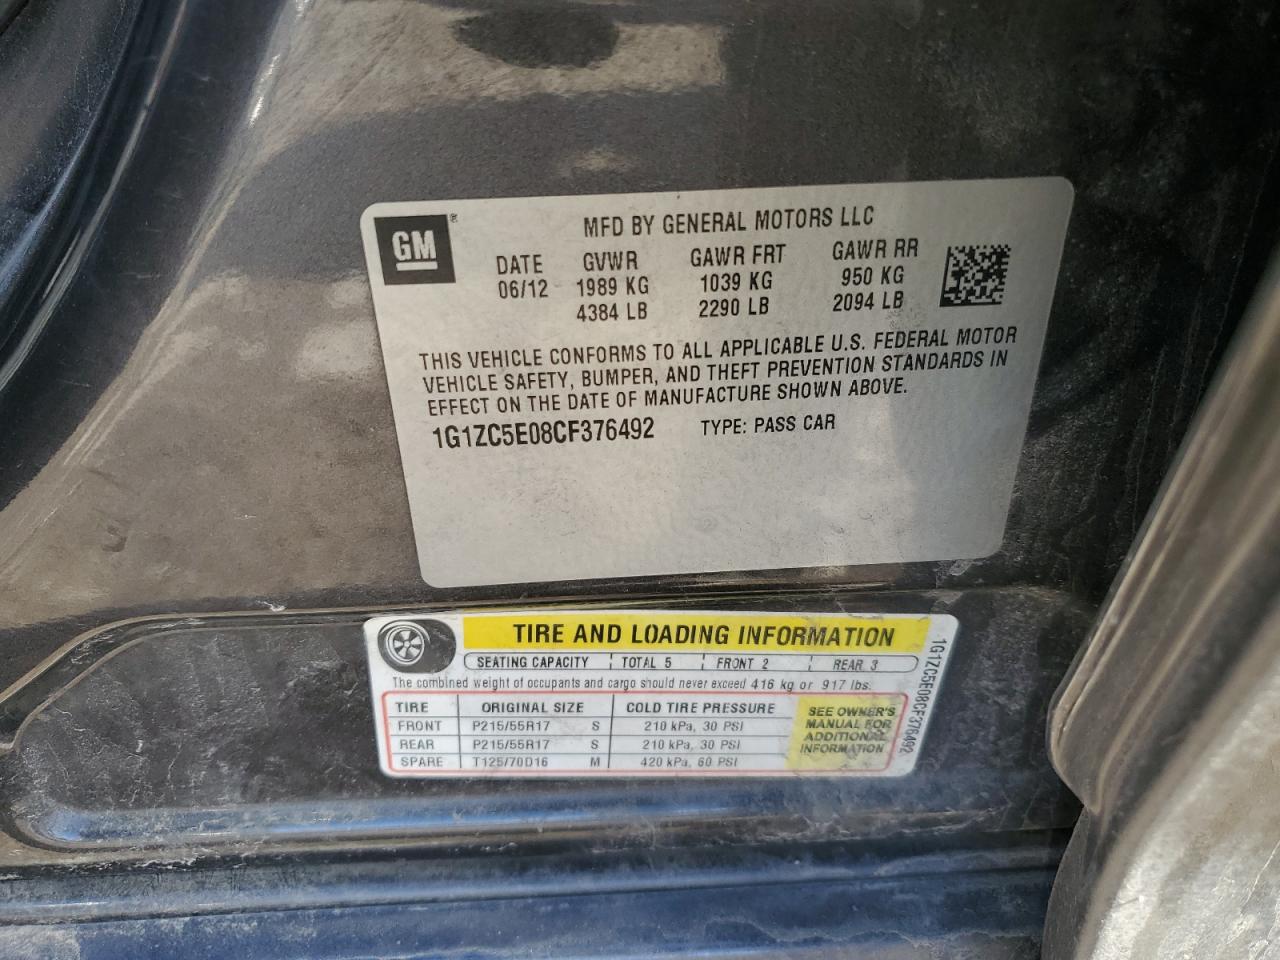 GM®
MFD BY GENERAL MOTORS LLC
DATE GVWR GAWR FRT GAWR RR
06/12 1989 KG 1039 KG 950 KG
4384 LB 2290 LB 2094 LB
THIS VEHICLE CONFORMS TO ALL APPLICABLE U.S. FEDERAL MOTOR
VEHICLE SAFETY, BUMPER, AND THEFT PREVENTION STANDARDS IN
EFFECT ON THE DATE OF MANUFACTURE SHOWN ABOVE.
1G1ZC5E08CF376492 TYPE: PASS CAR
TIRE AND LOADING INFORMATION
SEATING CAPACITY TOTAL 5 FRONT 2 REAR 3
The combined weight of occupants and cargo should never exceed 416 kg or 917 lbs.
TIRE ORIGINAL SIZE COLD TIRE PRESSURE
FRONT P215/55R17 S 210 kPa, 30 PSI
REAR P215/55R17 S 210 kPa, 30 PSI
SPARE T125/70D16 M 420 kPa, 60 PSI
SEE OWNER'S
MANUAL FOR
ADDITIONAL
INFORMATION
1G1ZC5E08CF376492